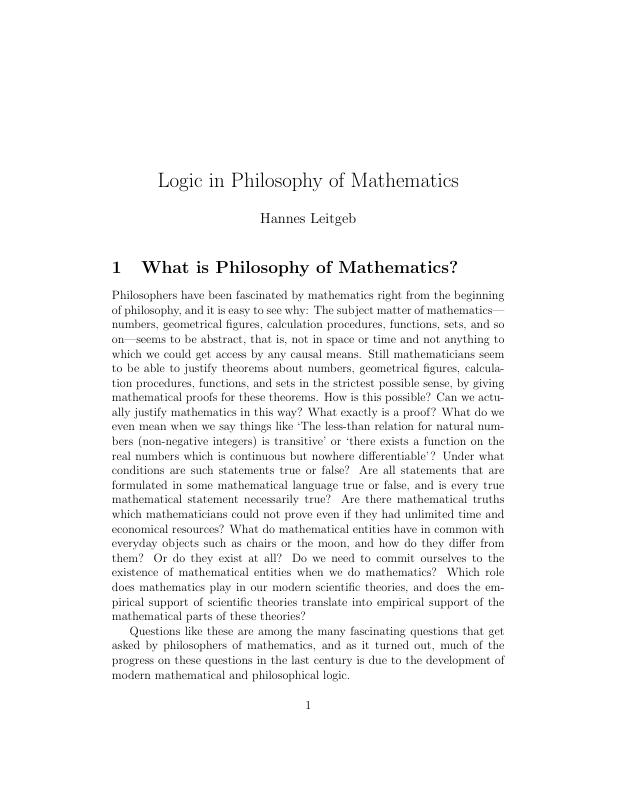 Logic in Philosophy of Mathematics
Hannes Leitgeb
1 What is Philosophy of Mathematics?
Philosophers have been fascinated by mathematics right from the beginning
of philosophy, and it is easy to see why: The subject matter of mathematics—
numbers, geometrical figures, calculation procedures, functions, sets, and so
on—seems to be abstract, that is, not in space or time and not anything to
which we could get access by any causal means. Still mathematicians seem
to be able to justify theorems about numbers, geometrical figures, calcula-
tion procedures, functions, and sets in the strictest possible sense, by giving
mathematical proofs for these theorems. How is this possible? Can we actu-
ally justify mathematics in this way? What exactly is a proof? What do we
even mean when we say things like ‘The less-than relation for natural num-
bers (non-negative integers) is transitive’ or ‘there exists a function on the
real numbers which is continuous but nowhere differentiable’? Under what
conditions are such statements true or false? Are all statements that are
formulated in some mathematical language true or false, and is every true
mathematical statement necessarily true? Are there mathematical truths
which mathematicians could not prove even if they had unlimited time and
economical resources? What do mathematical entities have in common with
everyday objects such as chairs or the moon, and how do they differ from
them? Or do they exist at all? Do we need to commit ourselves to the
existence of mathematical entities when we do mathematics? Which role
does mathematics play in our modern scientific theories, and does the em-
pirical support of scientific theories translate into empirical support of the
mathematical parts of these theories?
Questions like these are among the many fascinating questions that get
asked by philosophers of mathematics, and as it turned out, much of the
progress on these questions in the last century is due to the development of
modern mathematical and philosophical logic.
1